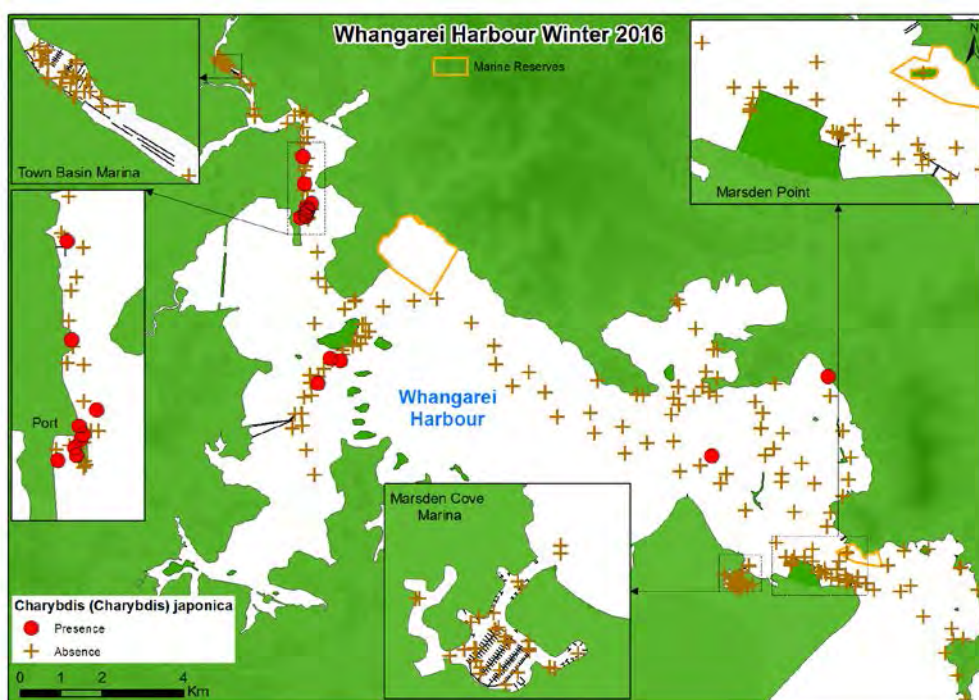 Whangarei Harbour Winter 2016
Marine Reserves
Town Basin Marina
Marsden Point
Port
Whangarei
Harbour
Marsden Cove
Marina
Charybdis (Charybdis) japonica
Presence
Absence
0 1 2 4
Km